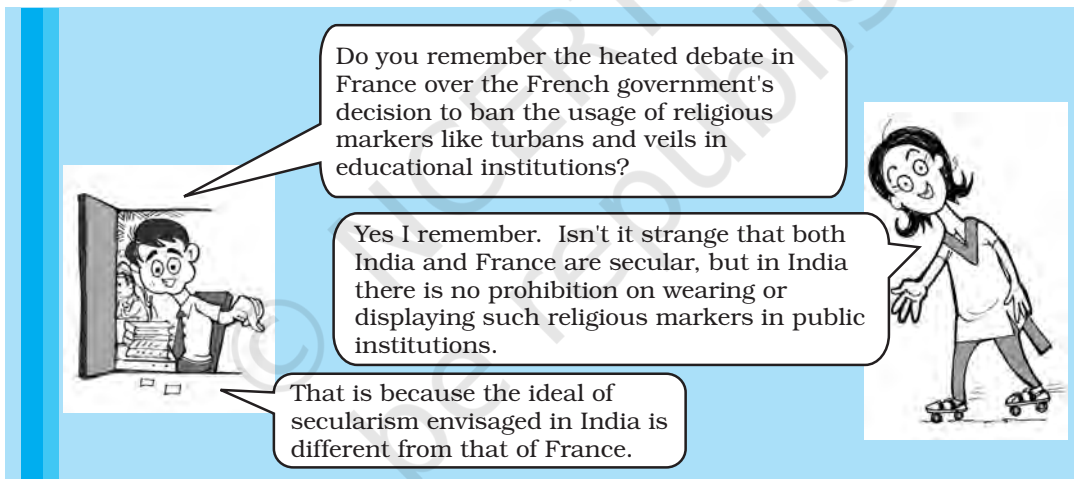 Do you remember the heated debate in
France over the French government's
decision to ban the usage of religious
markers like turbans and veils in
educational institutions?
Yes I remember. Isn't it strange that both
India and France are secular, but in India
there is no prohibition on wearing or
displaying such religious markers in public
institutions.
That is because the ideal of
secularism envisaged in India is
different from that of France.
© NCERT
be republis